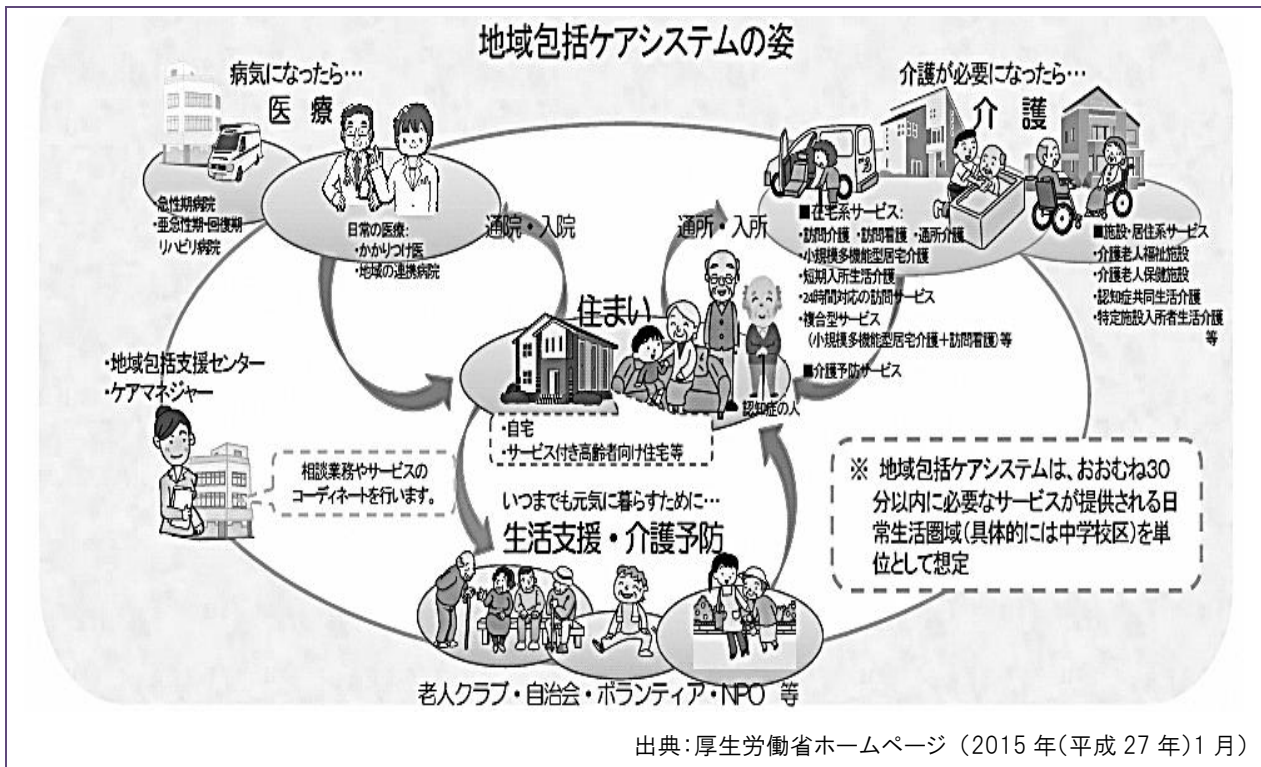 地域包括ケアシステムの姿
病気になったら…
医療
急性期病院
・亜急性期・回復期
リハビリ病院
日常の医療:
・かかりつけ医
・地域の連携病院
通院・入院
通所・入所
介護が必要になったら…
介護
■在宅系サービス:
・訪問介護・訪問看護・通所介護
・小規模多機能型居宅介護
・短期入所生活介護
・24時間対応の訪問サービス
・複合型サービス
(小規模多機能型居宅介護+訪問看護)等
■介護予防サービス
■施設・居住系サービス
・介護老人福祉施設
・介護老人保健施設
・認知症共同生活介護
・特定施設入所者生活介護
等
住まい
認知症の人
・自宅
・サービス付き高齢者向け住宅等
・地域包括支援センター
・ケアマネジャー
相談業務やサービスの
コーディネートを行います。
いつまでも元気に暮らすために…
生活支援・介護予防
老人クラブ・自治会・ボランティア・NPO 等
※ 地域包括ケアシステムは、おおむね30
分以内に必要なサービスが提供される日
常生活圏域(具体的には中学校区)を単
位として想定
出典:厚生労働省ホームページ (2015年(平成27年)1月)